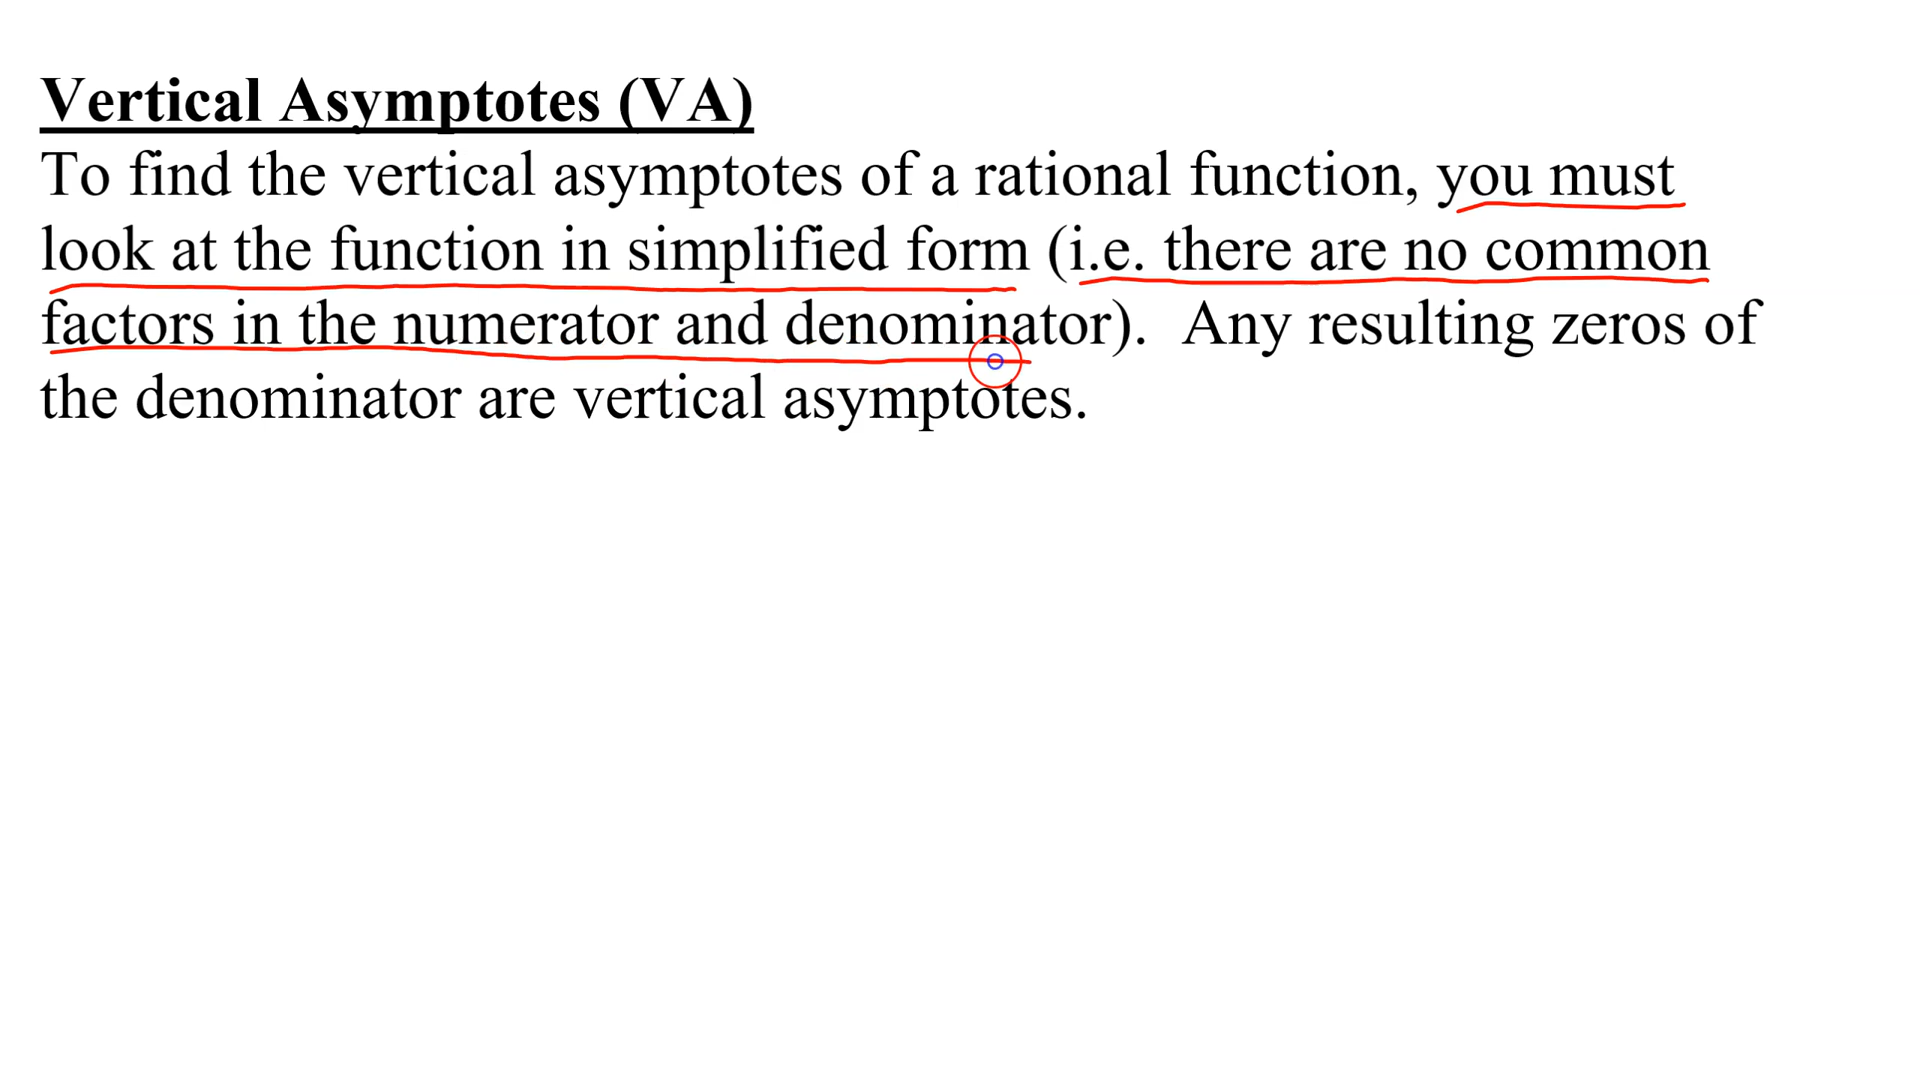 Vertical Asymptotes (VA)
To find the vertical asymptotes of a rational function, you must
look at the function in simplified form (i.e. there are no common
factors in the numerator and denominator).  Any resulting zeros of
the denominator are vertical asymptotes.